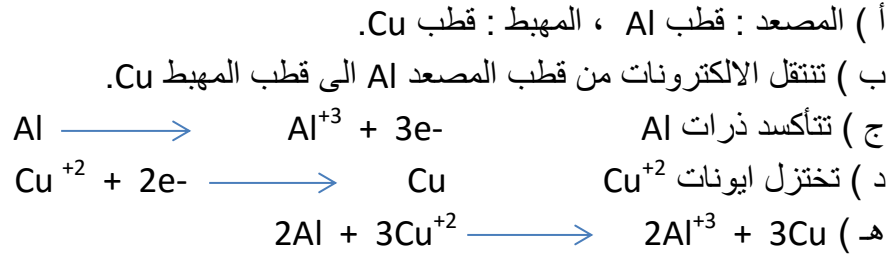 أ ) المصعد : قطب Al ، المهبط : قطب Cu.
ب ) تنتقل الالكترونات من قطب المصعد Al الى قطب المهبط Cu.
ج ) تتأكسد ذرات Al Al ⟶ Al⁺³ + 3e-
د ) تختزل ايونات Cu⁺² Cu ⁺² + 2e- ⟶ Cu
هـ ) 2Al + 3Cu⁺² ⟶ 2Al⁺³ + 3Cu